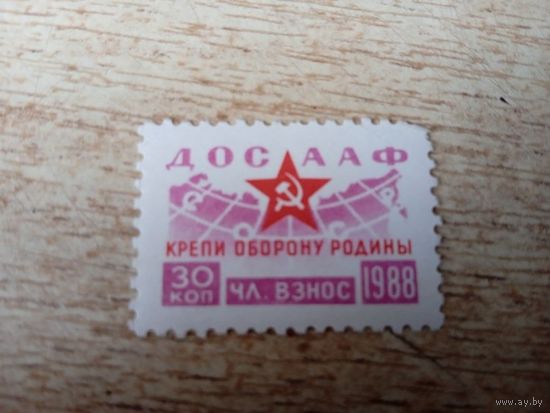 ДОСААФ
КРЕПИ ОБОРОНУ РОДИНЫ
30 КОП ЧЛ. ВЗНОС 1988
www.ay.by